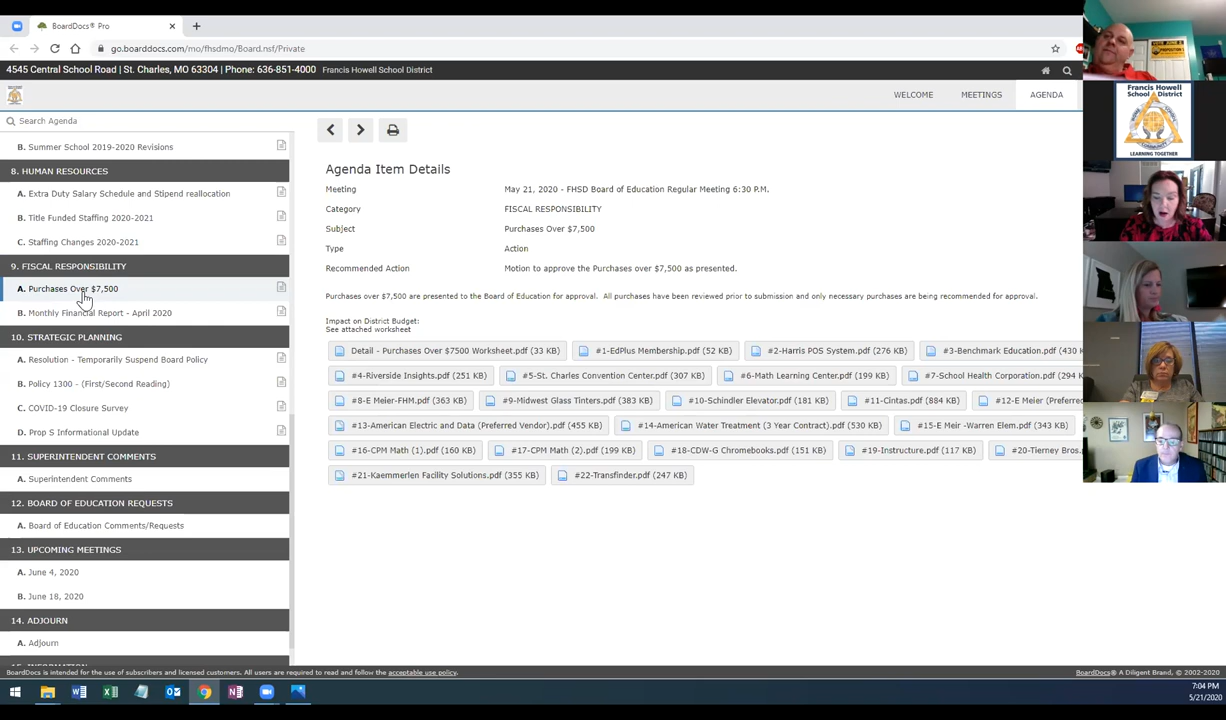 BoardDocs® Pro
go.boarddocs.com/mo/fhsdmo/Board.nsf/Private
4545 Central School Road | St. Charles, MO 63304 | Phone: 636-851-4000 Francis Howell School District
WELCOME MEETINGS AGENDA
Search Agenda
B. Summer School 2019-2020 Revisions
8. HUMAN RESOURCES
A. Extra Duty Salary Schedule and Stipend reallocation
B. Title Funded Staffing 2020-2021
C. Staffing Changes 2020-2021
9. FISCAL RESPONSIBILITY
A. Purchases Over $7,500
B. Monthly Financial Report - April 2020
10. STRATEGIC PLANNING
A. Resolution - Temporarily Suspend Board Policy
B. Policy 1300 - (First/Second Reading)
C. COVID-19 Closure Survey
D. Prop S Informational Update
11. SUPERINTENDENT COMMENTS
A. Superintendent Comments
12. BOARD OF EDUCATION REQUESTS
A. Board of Education Comments/Requests
13. UPCOMING MEETINGS
A. June 4, 2020
B. June 18, 2020
14. ADJOURN
A. Adjourn
Agenda Item Details
Meeting May 21, 2020 - FHSD Board of Education Regular Meeting 6:30 P.M.
Category FISCAL RESPONSIBILITY
Subject Purchases Over $7,500
Type Action
Recommended Action Motion to approve the Purchases over $7,500 as presented.
Purchases over $7,500 are presented to the Board of Education for approval. All purchases have been reviewed prior to submission and only necessary purchases are being recommended for approval.
Impact on District Budget:
See attached worksheet
Detail - Purchases Over $7500 Worksheet.pdf (33 KB) #1-EdPlus Membership.pdf (52 KB) #2-Harris POS System.pdf (276 KB) #3-Benchmark Education.pdf (430 K
#4-Riverside Insights.pdf (251 KB) #5-St. Charles Convention Center.pdf (307 KB) #6-Math Learning Center.pdf (199 KB) #7-School Health Corporation.pdf (294 K
#8-E Meier-FHM.pdf (363 KB) #9-Midwest Glass Tinters.pdf (383 KB) #10-Schindler Elevator.pdf (181 KB) #11-Cintas.pdf (884 KB) #12-E Meier (Preferre
#13-American Electric and Data (Preferred Vendor).pdf (455 KB) #14-American Water Treatment (3 Year Contract).pdf (530 KB) #15-E Meir -Warren Elem.pdf (343 KB)
#16-CPM Math (1).pdf (160 KB) #17-CPM Math (2).pdf (199 KB) #18-CDW-G Chromebooks.pdf (151 KB) #19-Instructure.pdf (117 KB) #20-Tierney Bros.
#21-Kaemmerlen Facility Solutions.pdf (355 KB) #22-Transfinder.pdf (247 KB)
BoardDocs is intended for the use of subscribers and licensed customers. All users are required to read and follow the acceptable use policy.
BoardDocs® A Diligent Brand, © 2002-2020
7:04 PM
5/21/2020
Francis Howell
School District
LEARNING TOGETHER